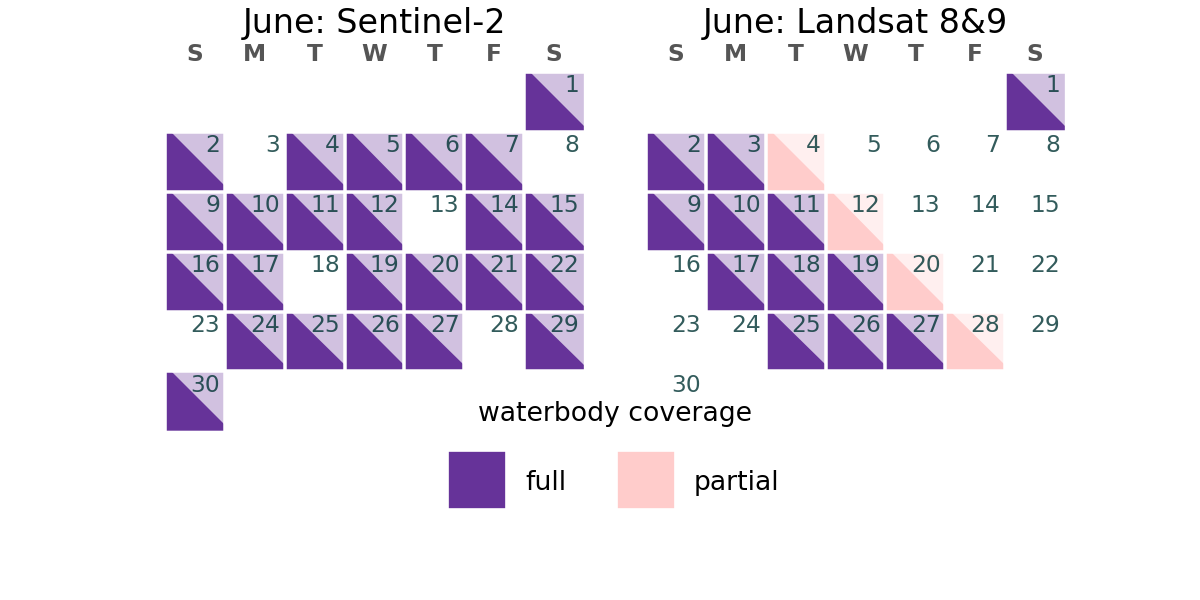 June: Sentinel-2
S M T W T F S
1
2 3 4 5 6 7 8
9 10 11 12 13 14 15
16 17 18 19 20 21 22
23 24 25 26 27 28 29
30
June: Landsat 8&9
S M T W T F S
1
2 3 4 5 6 7 8
9 10 11 12 13 14 15
16 17 18 19 20 21 22
23 24 25 26 27 28 29
30
waterbody coverage
full partial